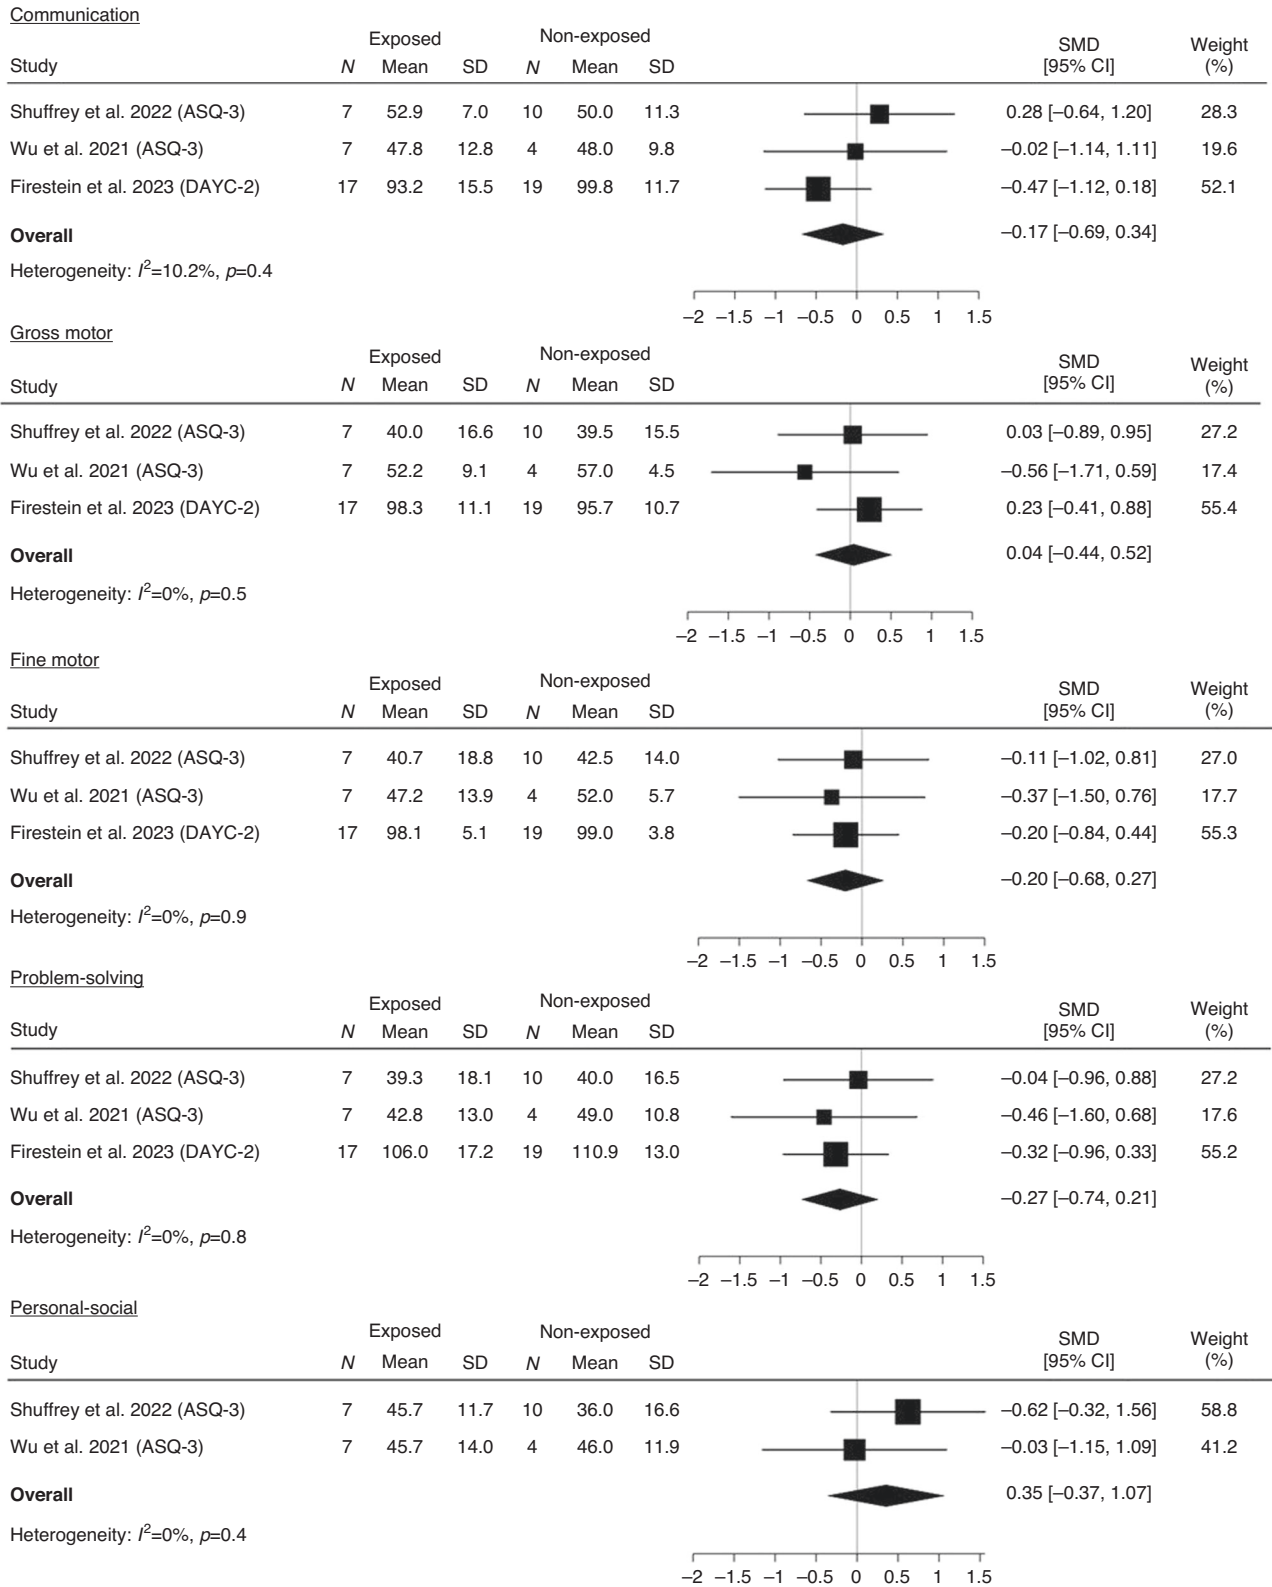 Communication
Exposed Non-exposed SMD Weight
Study N Mean SD N Mean SD [95% CI] (%)
Shuffrey et al. 2022 (ASQ-3) 7 52.9 7.0 10 50.0 11.3 0.28 [–0.64, 1.20] 28.3
Wu et al. 2021 (ASQ-3) 7 47.8 12.8 4 48.0 9.8 –0.02 [–1.14, 1.11] 19.6
Firestein et al. 2023 (DAYC-2) 17 93.2 15.5 19 99.8 11.7 –0.47 [–1.12, 0.18] 52.1
Overall –0.17 [–0.69, 0.34]
Heterogeneity: I²=10.2%, p=0.4
–2 –1.5 –1 –0.5 0 0.5 1 1.5
Gross motor
Exposed Non-exposed SMD Weight
Study N Mean SD N Mean SD [95% CI] (%)
Shuffrey et al. 2022 (ASQ-3) 7 40.0 16.6 10 39.5 15.5 0.03 [–0.89, 0.95] 27.2
Wu et al. 2021 (ASQ-3) 7 52.2 9.1 4 57.0 4.5 –0.56 [–1.71, 0.59] 17.4
Firestein et al. 2023 (DAYC-2) 17 98.3 11.1 19 95.7 10.7 0.23 [–0.41, 0.88] 55.4
Overall 0.04 [–0.44, 0.52]
Heterogeneity: I²=0%, p=0.5
–2 –1.5 –1 –0.5 0 0.5 1 1.5
Fine motor
Exposed Non-exposed SMD Weight
Study N Mean SD N Mean SD [95% CI] (%)
Shuffrey et al. 2022 (ASQ-3) 7 40.7 18.8 10 42.5 14.0 –0.11 [–1.02, 0.81] 27.0
Wu et al. 2021 (ASQ-3) 7 47.2 13.9 4 52.0 5.7 –0.37 [–1.50, 0.76] 17.7
Firestein et al. 2023 (DAYC-2) 17 98.1 5.1 19 99.0 3.8 –0.20 [–0.84, 0.44] 55.3
Overall –0.20 [–0.68, 0.27]
Heterogeneity: I²=0%, p=0.9
–2 –1.5 –1 –0.5 0 0.5 1 1.5
Problem-solving
Exposed Non-exposed SMD Weight
Study N Mean SD N Mean SD [95% CI] (%)
Shuffrey et al. 2022 (ASQ-3) 7 39.3 18.1 10 40.0 16.5 –0.04 [–0.96, 0.88] 27.2
Wu et al. 2021 (ASQ-3) 7 42.8 13.0 4 49.0 10.8 –0.46 [–1.60, 0.68] 17.6
Firestein et al. 2023 (DAYC-2) 17 106.0 17.2 19 110.9 13.0 –0.32 [–0.96, 0.33] 55.2
Overall –0.27 [–0.74, 0.21]
Heterogeneity: I²=0%, p=0.8
–2 –1.5 –1 –0.5 0 0.5 1 1.5
Personal-social
Exposed Non-exposed SMD Weight
Study N Mean SD N Mean SD [95% CI] (%)
Shuffrey et al. 2022 (ASQ-3) 7 45.7 11.7 10 36.0 16.6 –0.62 [–0.32, 1.56] 58.8
Wu et al. 2021 (ASQ-3) 7 45.7 14.0 4 46.0 11.9 –0.03 [–1.15, 1.09] 41.2
Overall 0.35 [–0.37, 1.07]
Heterogeneity: I²=0%, p=0.4
–2 –1.5 –1 –0.5 0 0.5 1 1.5